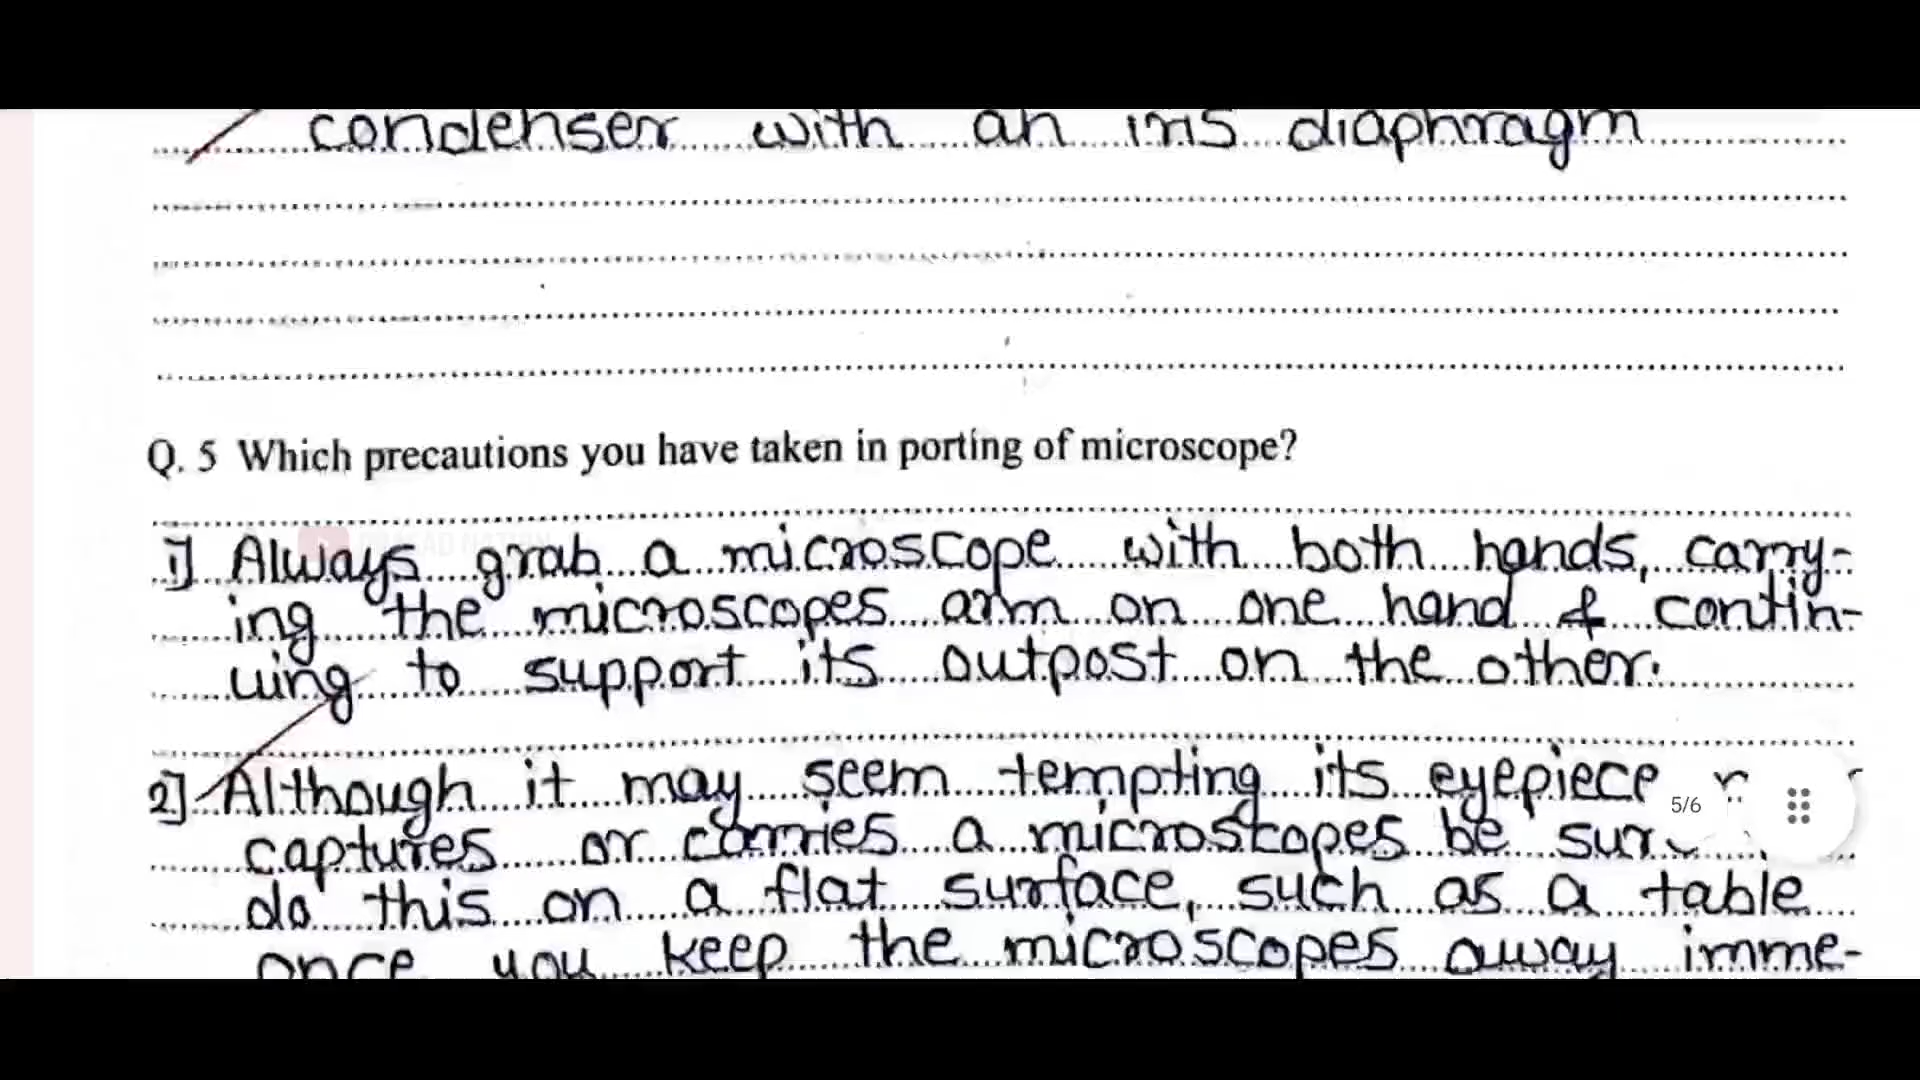 condenser with an iris diaphragm
Q. 5 Which precautions you have taken in porting of microscope?
1] Always grab a microscope with both hands, carry-
ing the microscopes arm on one hand & contin-
uing to support its outpost on the other.
2] Although it may seem tempting its eyepiece
captures or carries a microscopes be
5/6
do this on a flat surface, such as a table
once you keep the microscopes away imme-